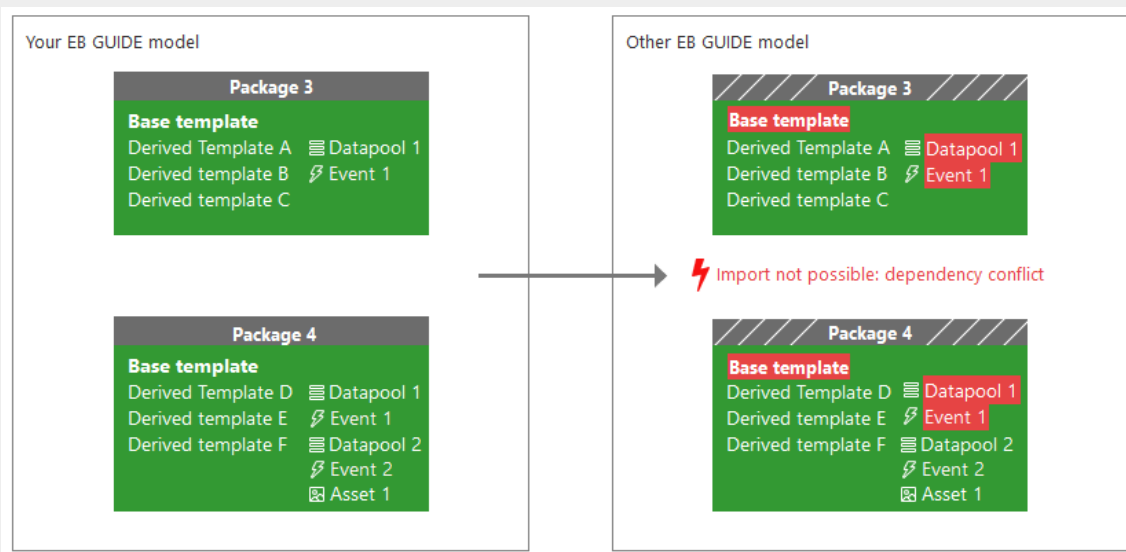 Your EB GUIDE model
Package 3
Base template
Derived Template A Datapool 1
Derived template B Event 1
Derived template C
Package 4
Base template
Derived Template D Datapool 1
Derived template E Event 1
Derived template F Datapool 2
Event 2
Asset 1
Other EB GUIDE model
Package 3
Base template
Derived Template A Datapool 1
Derived template B Event 1
Derived template C
Import not possible: dependency conflict
Package 4
Base template
Derived Template D Datapool 1
Derived template E Event 1
Derived template F Datapool 2
Event 2
Asset 1